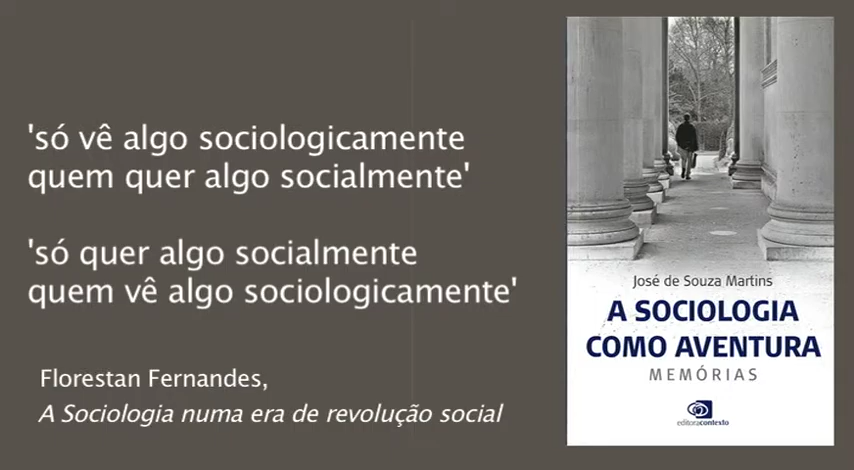 'só vê algo sociologicamente
quem quer algo socialmente'
'só quer algo socialmente
quem vê algo sociologicamente'
Florestan Fernandes,
A Sociologia numa era de revolução social
José de Souza Martins
A SOCIOLOGIA
COMO AVENTURA
MEMÓRIAS
editoracontexto